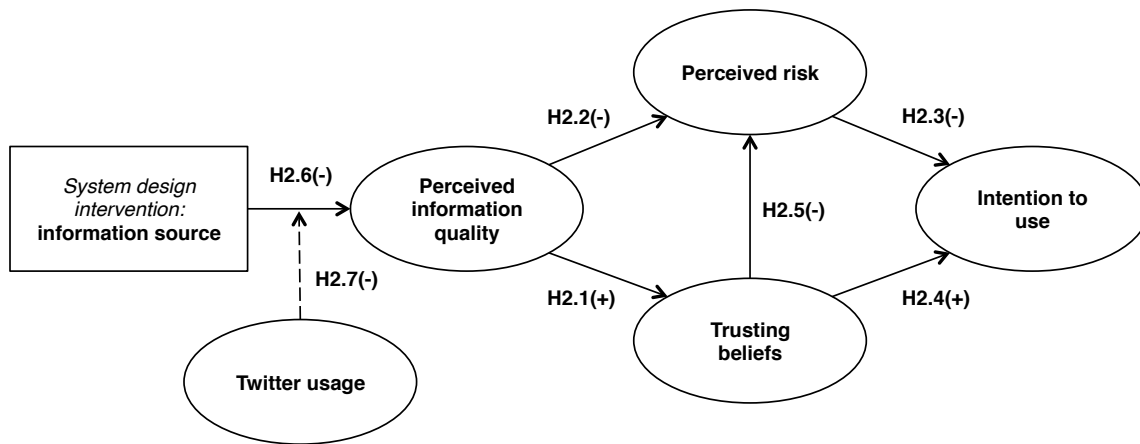 Perceived risk
H2.2(-)
H2.3(-)
H2.6(-)
System design
intervention:
information source
Perceived
information
quality
H2.5(-)
Intention to
use
H2.7(-)
H2.1(+)
H2.4(+)
Trusting
beliefs
Twitter usage